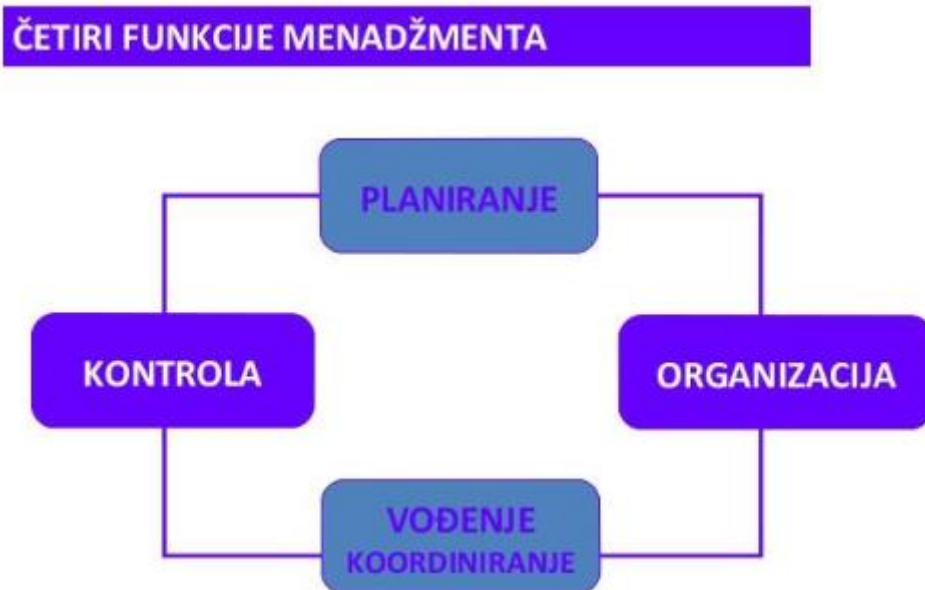 ČETIRI FUNKCIJE MENADŽMENTA
PLANIRANJE
KONTROLA
ORGANIZACIJA
VOĐENJE
KOORDINIRANJE